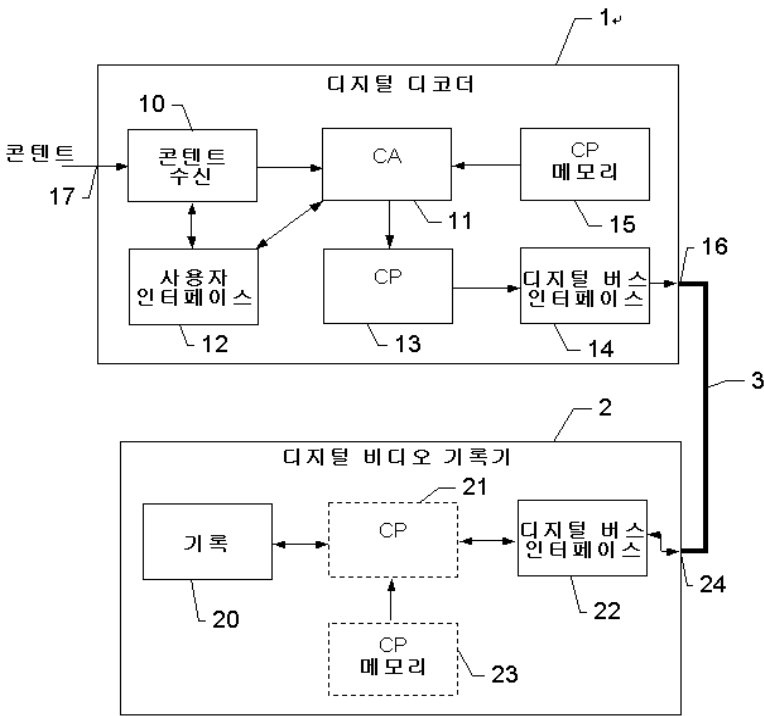 1↵
디지털 디코더
10
콘텐트
콘텐트
수신
CA
CP
메모리
17
11
15
16
사용자
인터페이스
CP
디지털 버스
인터페이스
12
13
14
3
2
디지털 비디오 기록기
21
기록
CP
디지털 버스
인터페이스
24
20
22
CP
메모리
23